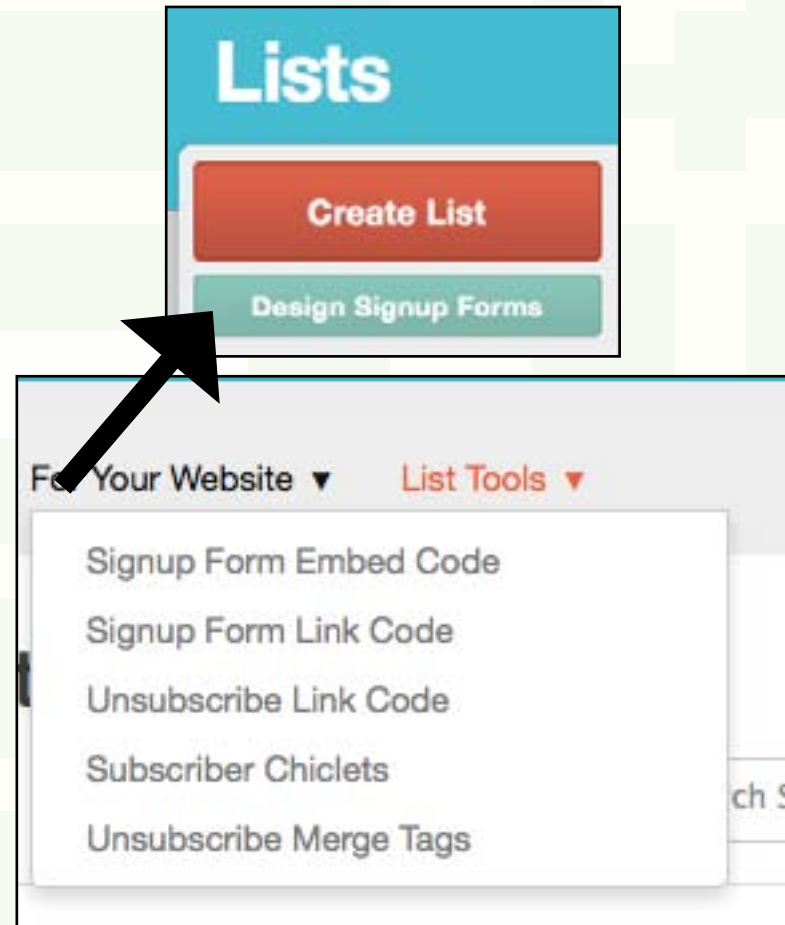 Lists
Create List
Design Signup Forms
For Your Website ▼ List Tools ▼
Signup Form Embed Code
Signup Form Link Code
Unsubscribe Link Code
Subscriber Chiclets
Unsubscribe Merge Tags